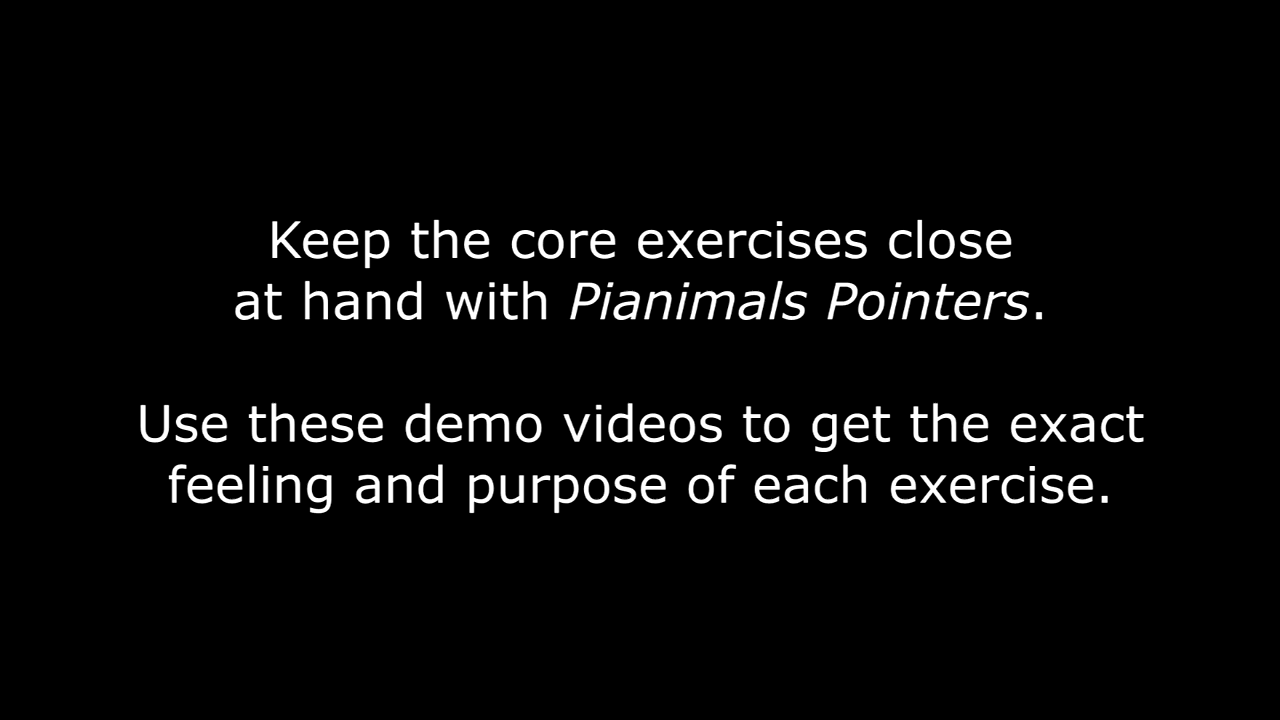 Keep the core exercises close
at hand with Pianimals Pointers.
Use these demo videos to get the exact
feeling and purpose of each exercise.